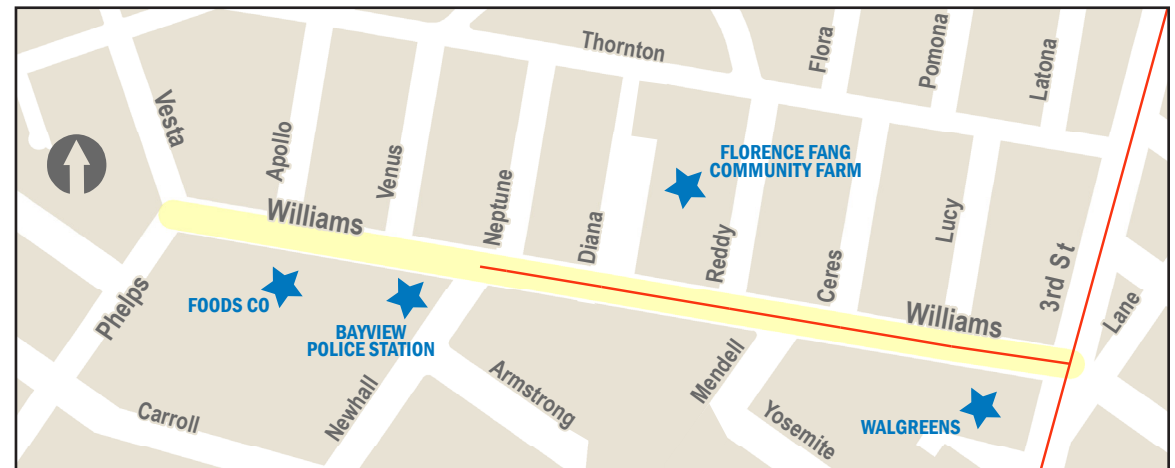 Thornton
Flora
Pomona
Latona
Vesta
Apollo
Venus
Neptune
Diana
FLORENCE FANG
COMMUNITY FARM
Reddy
Ceres
Lucy
3rd St
Lane
Williams
Williams
Phelps
FOODS CO
BAYVIEW
POLICE STATION
Newhall
Armstrong
Mendell
Yosemite
WALGREENS
Carroll